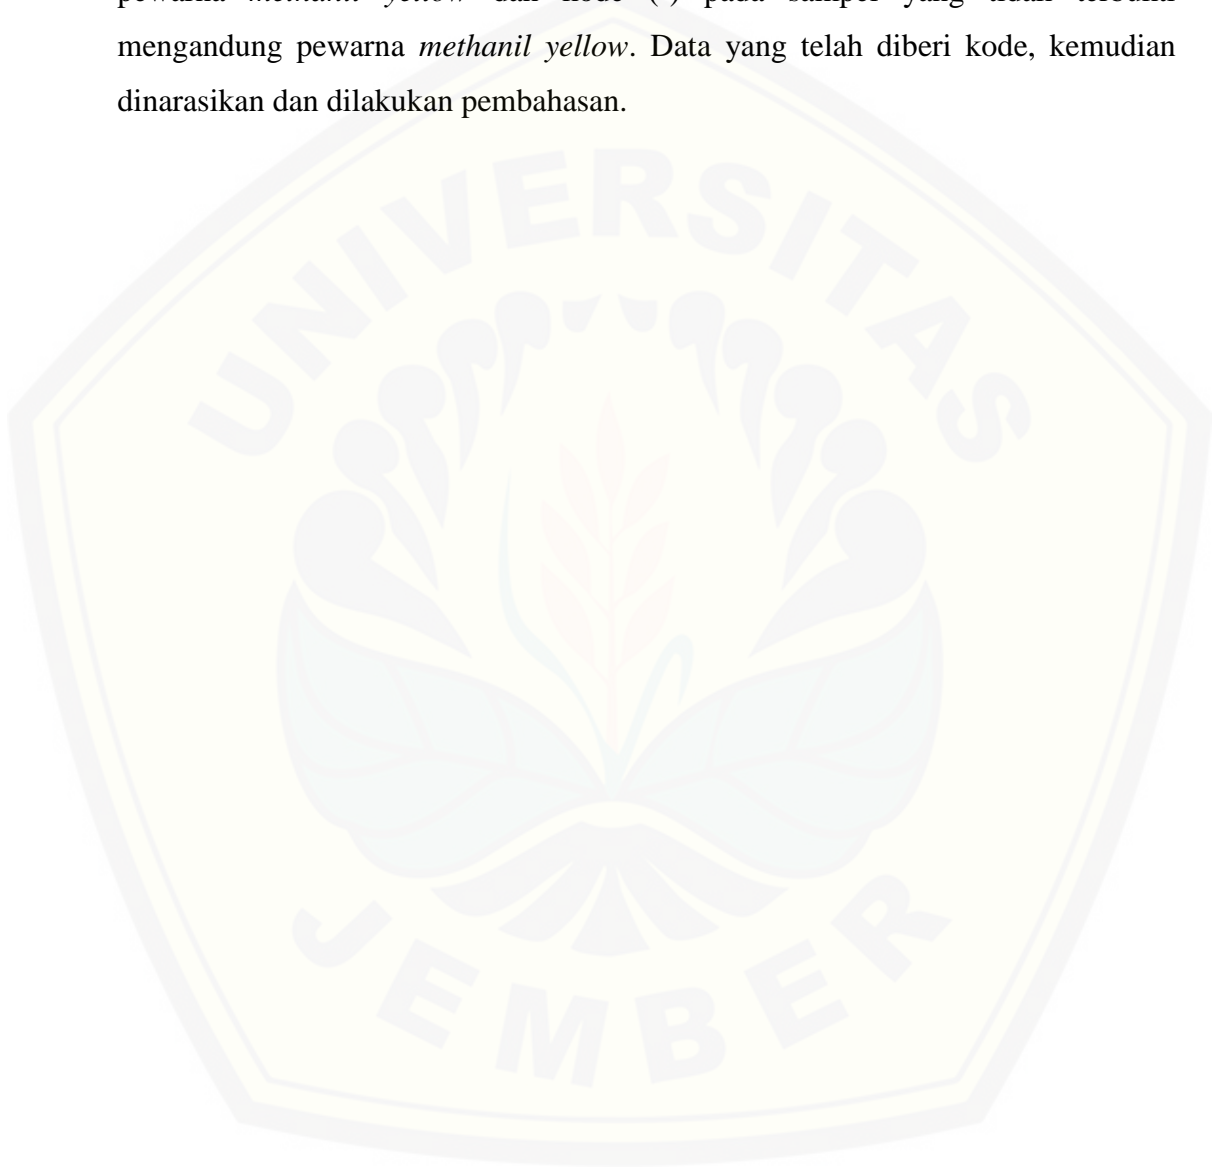 mengandung pewarna methanil yellow. Data yang telah diberi kode, kemudian
dinarasikan dan dilakukan pembahasan.
UNIVERSITAS
JEMBER